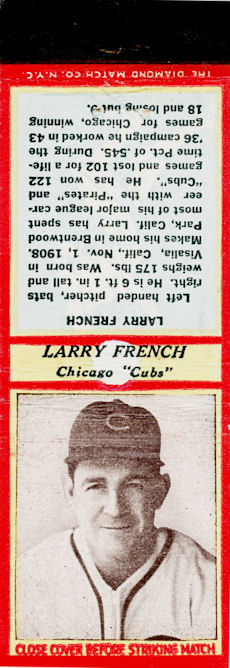 LARRY FRENCH
Left handed pitcher, bats
right. He is 6 ft. 1 in. tall and
weighs 175 lbs. Was born in
Visalia, Calif., Nov. 1, 1908.
Makes his home in Brentwood
Park, Calif. Larry has spent
most of his major league car-
eer with the "Pirates" and
"Cubs". He has won 122
games and lost 102 for a life-
time Pct. of .545. During the
'36 campaign he worked in 43
games for Chicago, winning
18 and losing but 9.
THE DIAMOND MATCH CO. N.Y.C.
LARRY FRENCH
Chicago "Cubs"
C
CLOSE COVER BEFORE STRIKING MATCH